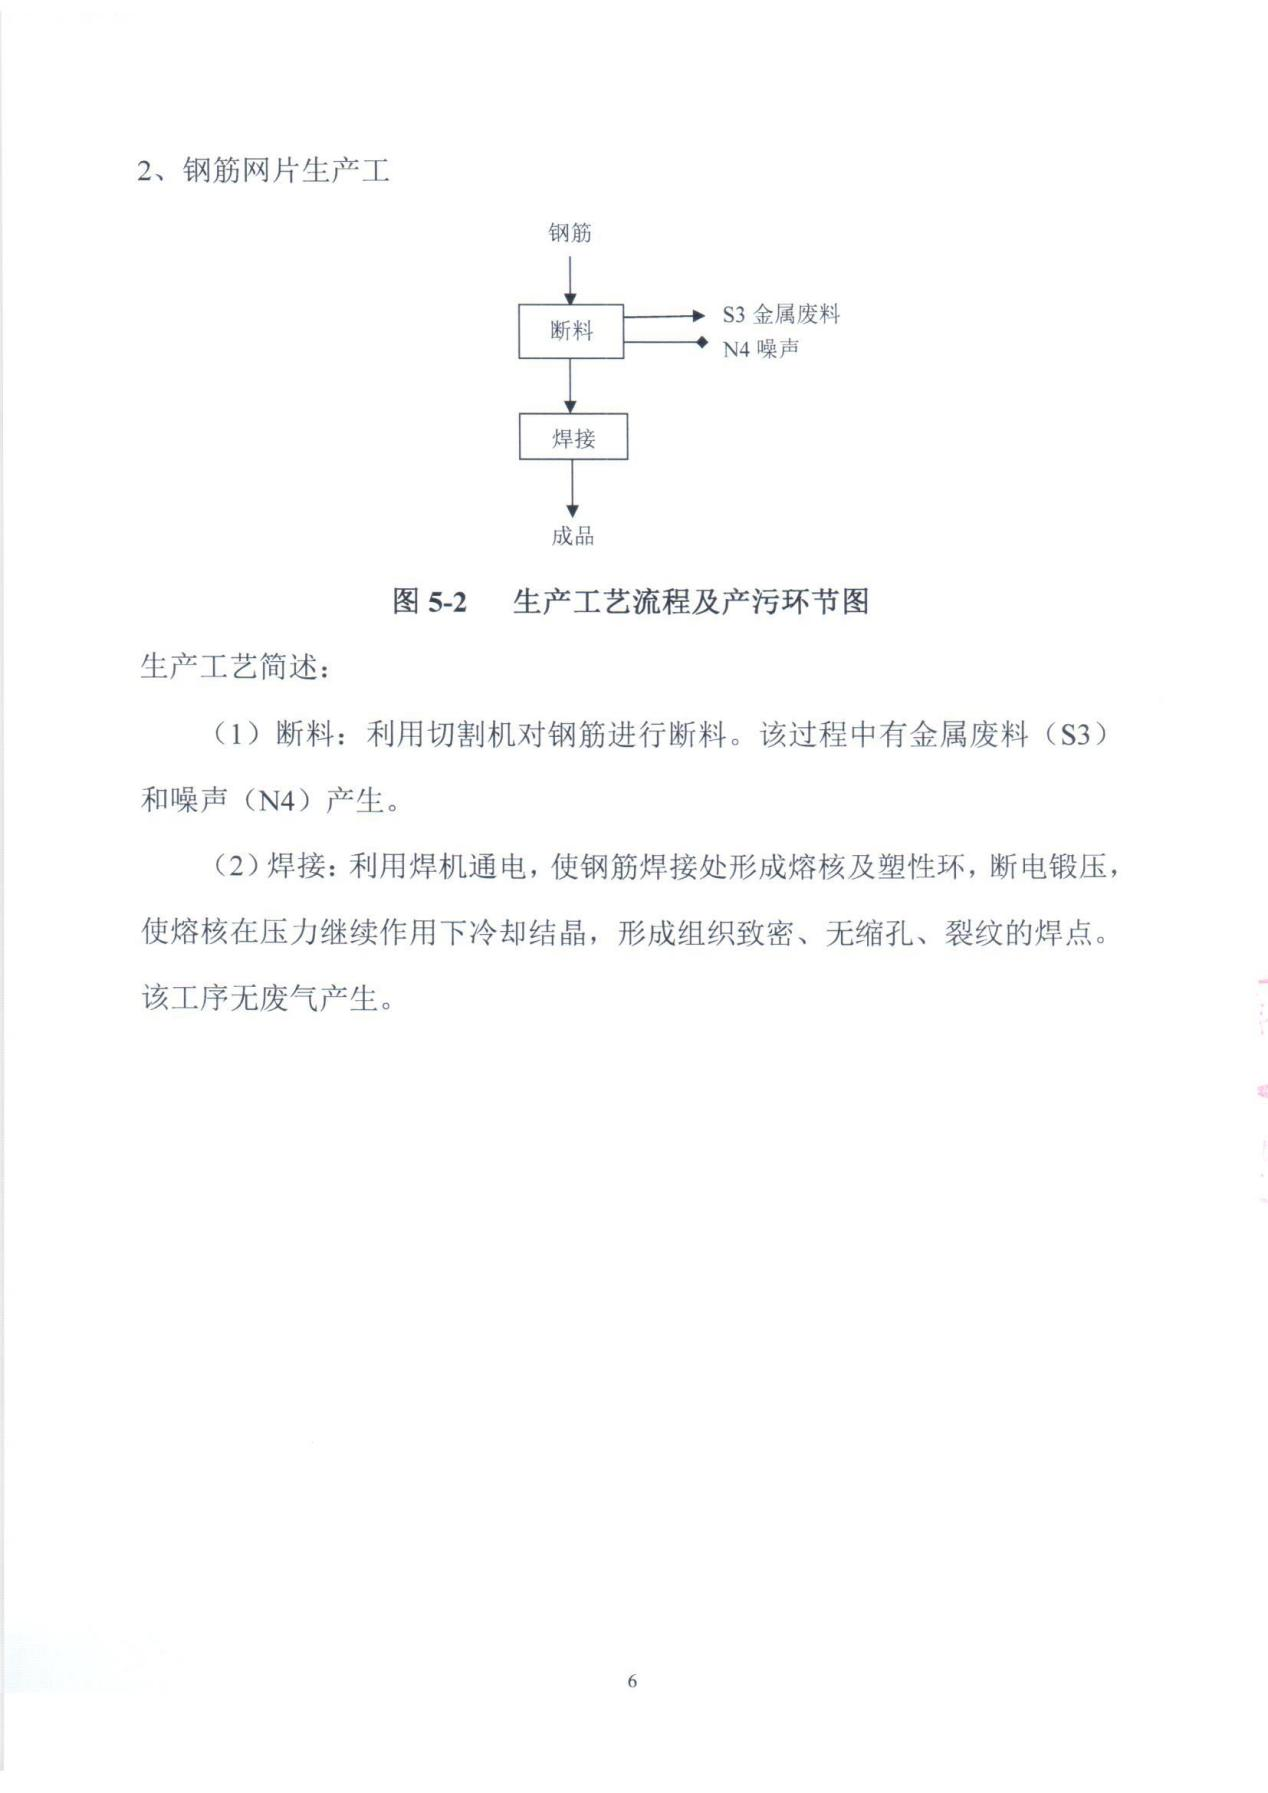 2、钢筋网片生产工
钢筋
断料
S3 金属废料
N4 噪声
焊接
成品
图 5-2 生产工艺流程及产污环节图
生产工艺简述：
（1）断料：利用切割机对钢筋进行断料。该过程中有金属废料（S3）
和噪声（N4）产生。
（2）焊接：利用焊机通电，使钢筋焊接处形成熔核及塑性环，断电锻压，
使熔核在压力继续作用下冷却结晶，形成组织致密、无缩孔、裂纹的焊点。
该工序无废气产生。
6